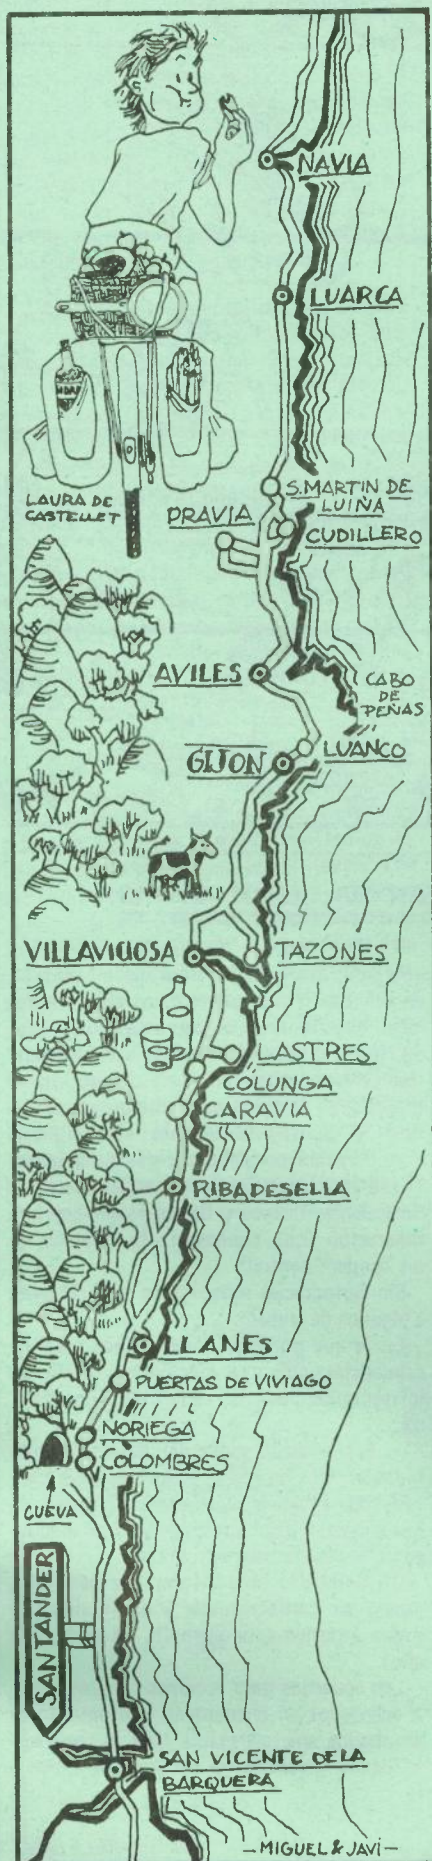 NAVIA
LUARCA
LAURA DE
CASTELLET
S.MARTIN DE
LUIÑA
PRAVIA
CUDILLERO
AVILES
CABO
DE
PEÑAS
GIJON
LUANCO
VILLAVICIOSA
TAZONES
LASTRES
COLUNGA
CARAVIA
RIBADESELLA
LLANES
PUERTAS DE VIVIAGO
NORIEGA
COLOMBRES
CUEVA
SANTANDER
SAN VICENTE DE LA
BARQUERA
-MIGUEL & JAVI-